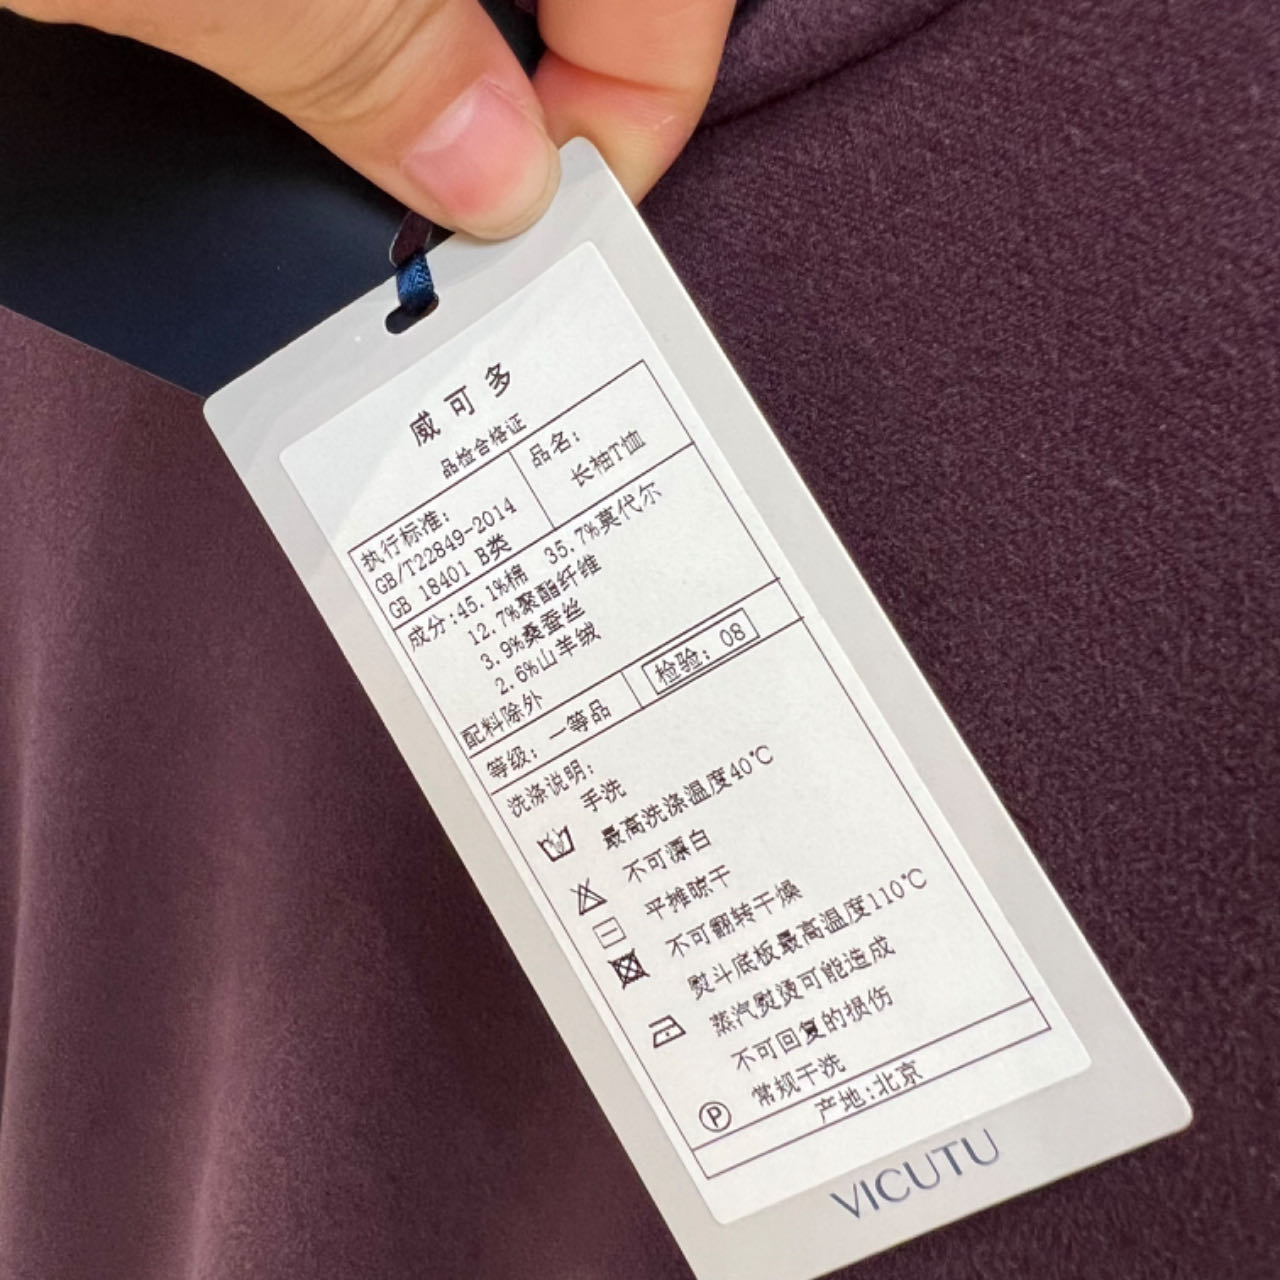 威可多
品检合格证
执行标准:
GB/T22849-2014
GB 18401 B类
品名:
长袖T恤
成分:45.1%棉 35.7%莫代尔
12.7%聚酯纤维
3.9%桑蚕丝
2.6%山羊绒
配料除外
等级: 一等品
检验: 08
洗涤说明:
手洗
最高洗涤温度40℃
不可漂白
平摊晾干
不可翻转干燥
熨斗底板最高温度110℃
蒸汽熨烫可能造成
不可回复的损伤
常规干洗
P
产地:北京
VICUTU